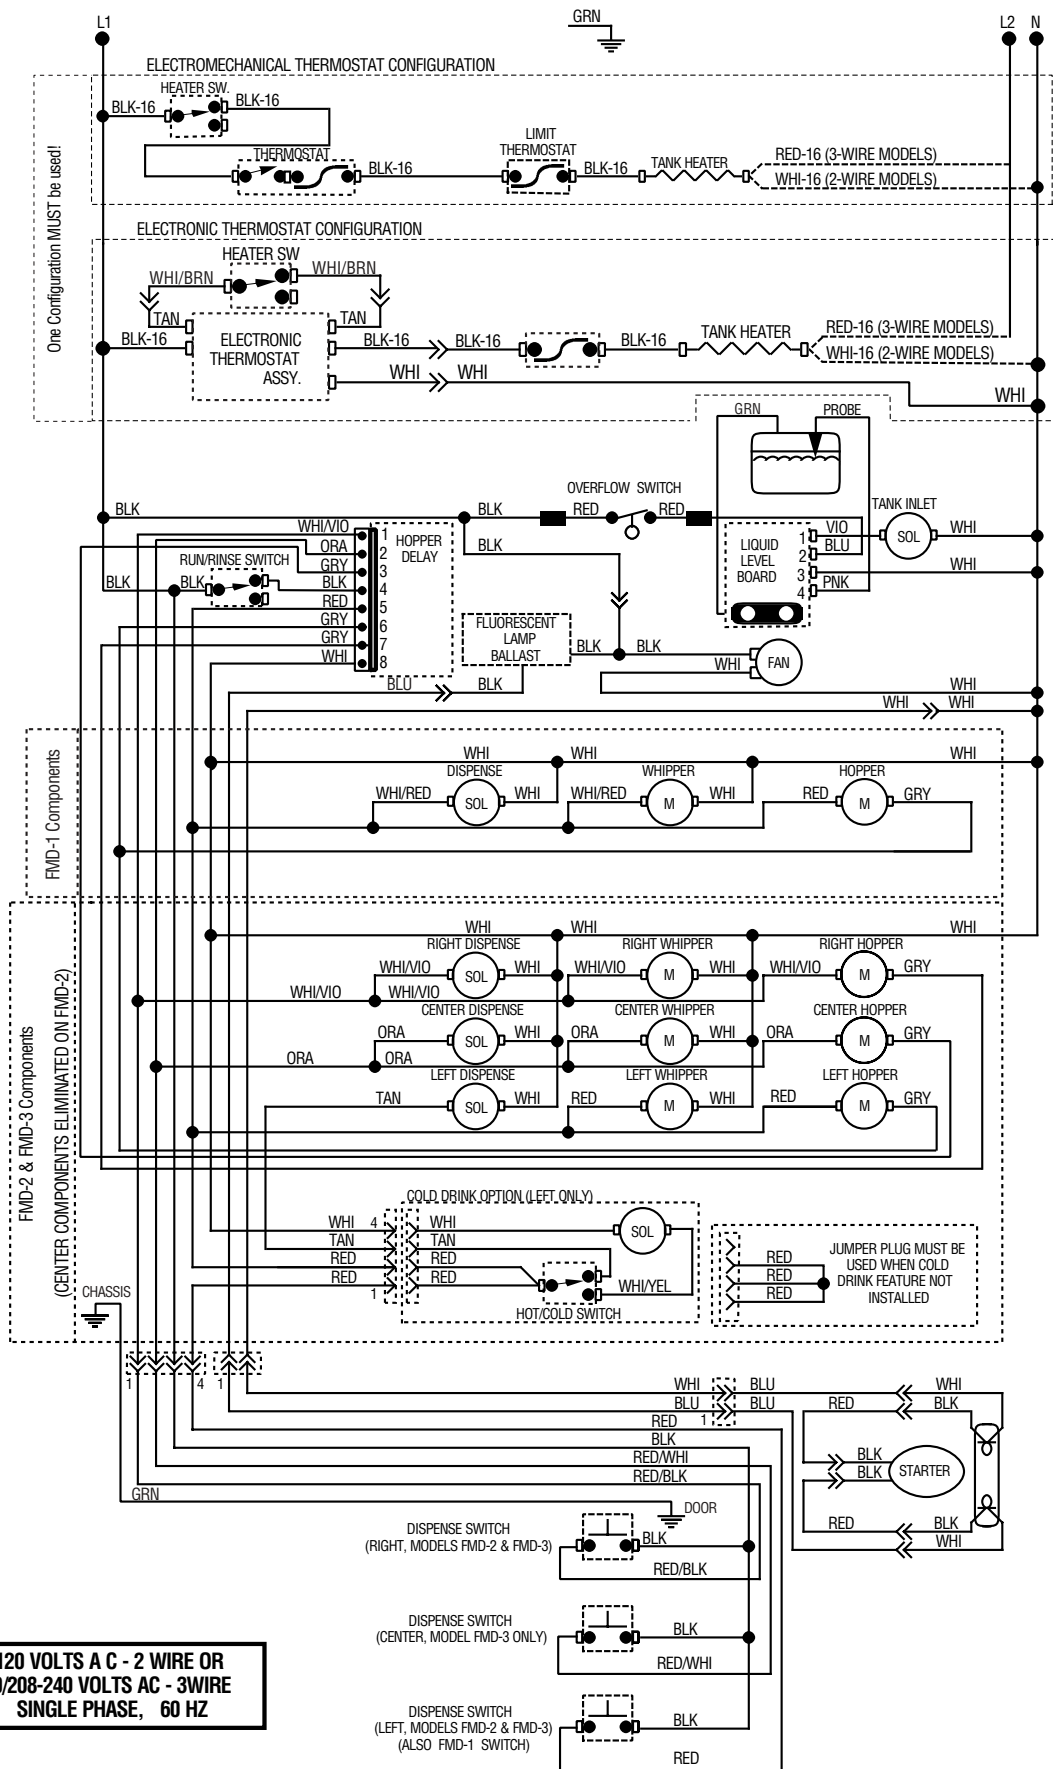 L1
GRN
L2 N
ELECTROMECHANICAL THERMOSTAT CONFIGURATION
HEATER SW.
BLK-16
BLK-16
THERMOSTAT
BLK-16
LIMIT
THERMOSTAT
BLK-16
TANK HEATER
RED-16 (3-WIRE MODELS)
WHI-16 (2-WIRE MODELS)
One Configuration MUST be used!
ELECTRONIC THERMOSTAT CONFIGURATION
HEATER SW
WHI/BRN
WHI/BRN
TAN
TAN
BLK-16
ELECTRONIC
THERMOSTAT
ASSY.
BLK-16
BLK-16
BLK-16
TANK HEATER
RED-16 (3-WIRE MODELS)
WHI-16 (2-WIRE MODELS)
WHI
WHI
WHI
GRN
PROBE
BLK
BLK
OVERFLOW SWITCH
RED
RED
TANK INLET
SOL
WHI
LIQUID
LEVEL
BOARD
1
2
3
4
VIO
BLU
PNK
WHI
BLK
HOPPER
DELAY
WHI/VIO
ORA
GRY
BLK
RED
GRY
GRY
WHI
1
2
3
4
5
6
7
8
RUN/RINSE SWITCH
BLK
BLK
FLUORESCENT
LAMP
BALLAST
BLK
BLK
WHI
FAN
WHI
BLU
BLK
WHI
WHI
FMD-1 Components
WHI
WHI
WHI
DISPENSE
WHIPPER
HOPPER
WHI/RED
SOL
WHI
WHI/RED
M
WHI
RED
M
GRY
FMD-2 & FMD-3 Components
(CENTER COMPONENTS ELIMINATED ON FMD-2)
WHI
WHI
WHI
RIGHT DISPENSE
RIGHT WHIPPER
RIGHT HOPPER
WHI/VIO
SOL
WHI
WHI/VIO
M
WHI
WHI/VIO
M
GRY
WHI/VIO
WHI/VIO
CENTER DISPENSE
CENTER WHIPPER
CENTER HOPPER
ORA
SOL
WHI
ORA
M
WHI
ORA
M
GRY
ORA
ORA
LEFT DISPENSE
LEFT WHIPPER
LEFT HOPPER
TAN
SOL
WHI
RED
M
WHI
RED
M
GRY
COLD DRINK OPTION (LEFT ONLY)
WHI 4
TAN
RED
RED
1
WHI
TAN
RED
RED
SOL
WHI/YEL
HOT/COLD SWITCH
RED
RED
RED
JUMPER PLUG MUST BE
USED WHEN COLD
DRINK FEATURE NOT
INSTALLED
CHASSIS
1
4
1
WHI
BLU
1
BLU
BLU
RED
BLK
RED/WHI
RED/BLK
RED
WHI
BLK
BLK
BLK
STARTER
RED
BLK
WHI
GRN
DOOR
DISPENSE SWITCH
(RIGHT, MODELS FMD-2 & FMD-3)
BLK
RED/BLK
DISPENSE SWITCH
(CENTER, MODEL FMD-3 ONLY)
BLK
RED/WHI
DISPENSE SWITCH
(LEFT, MODELS FMD-2 & FMD-3)
(ALSO FMD-1 SWITCH)
BLK
RED
120 VOLTS A C - 2 WIRE OR
0/208-240 VOLTS AC - 3WIRE
SINGLE PHASE, 60 HZ